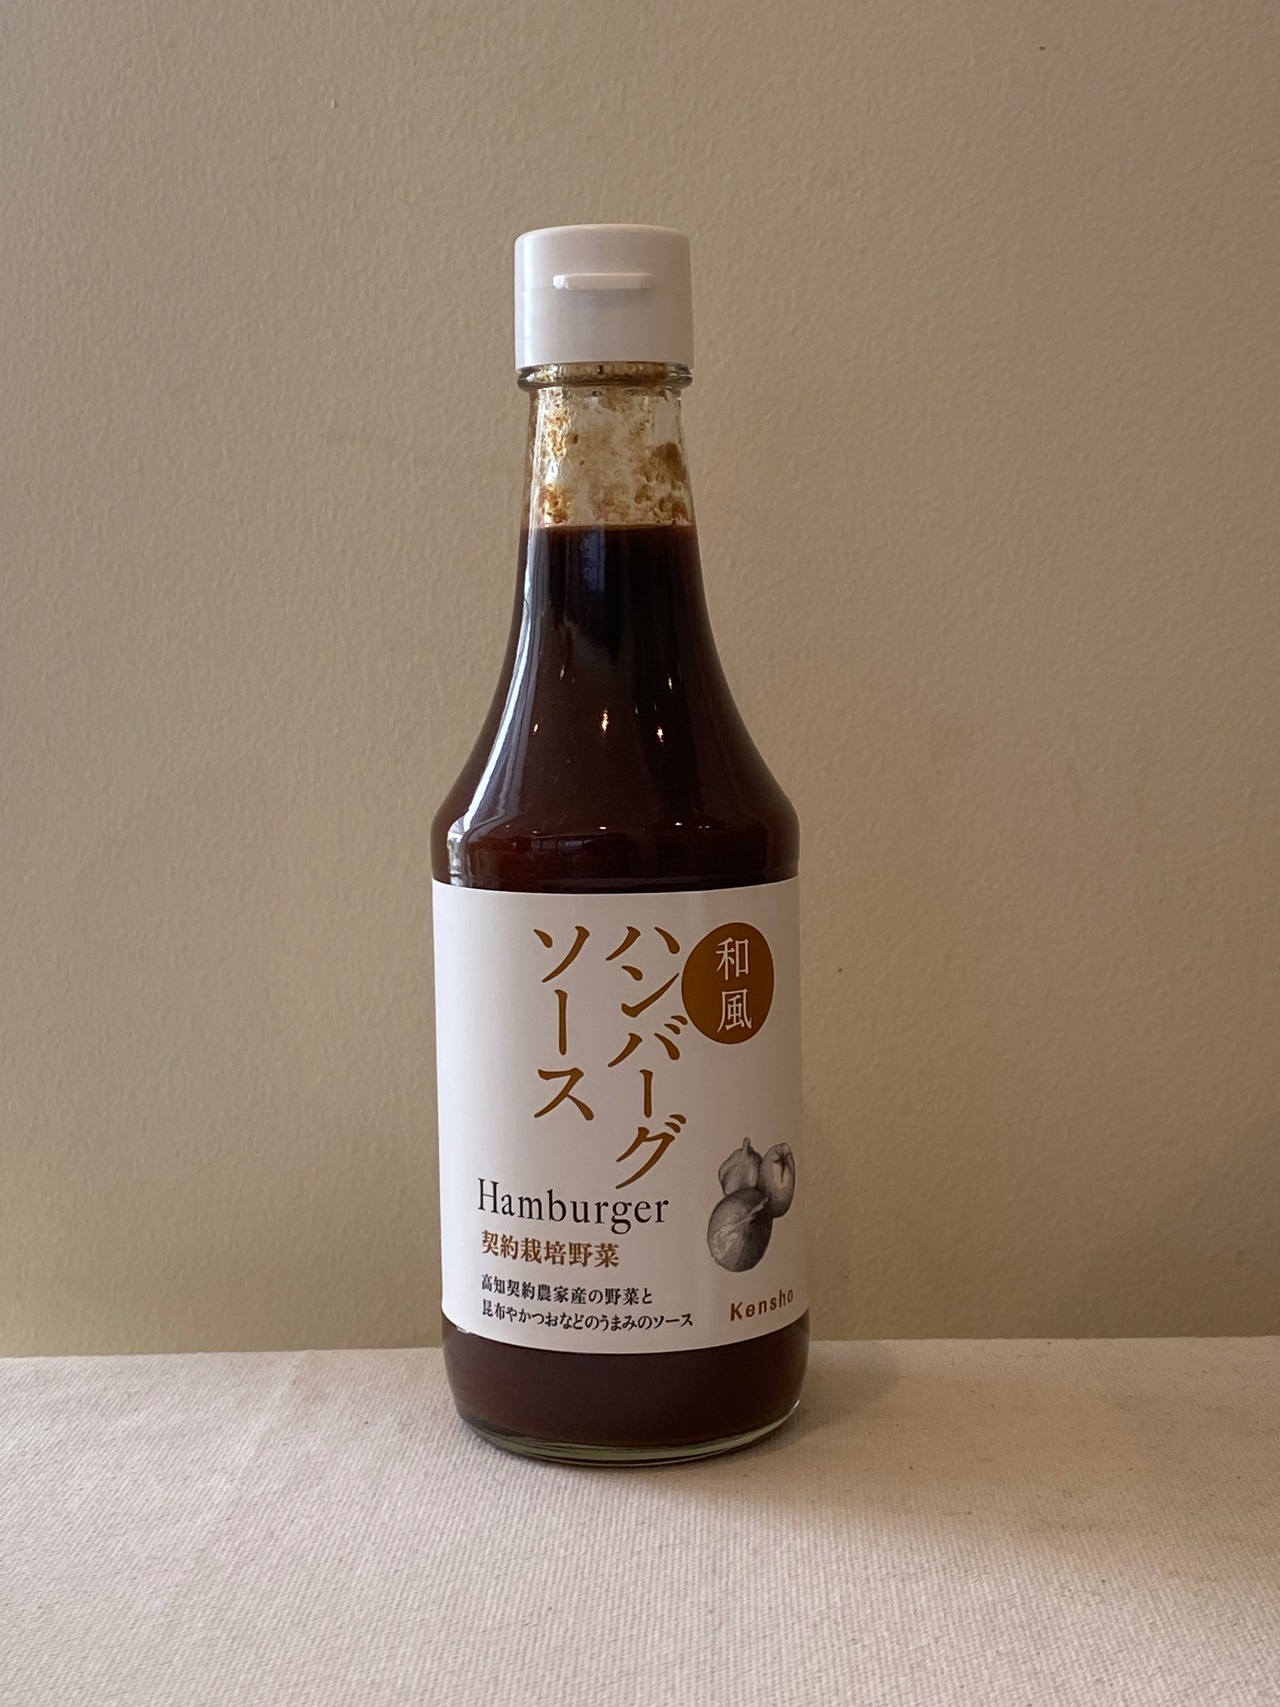 和風
ハンバーグ
ソース
Hamburger
契約栽培野菜
高知契約農家産の野菜と
昆布やかつおなどのうまみのソース
Kensho